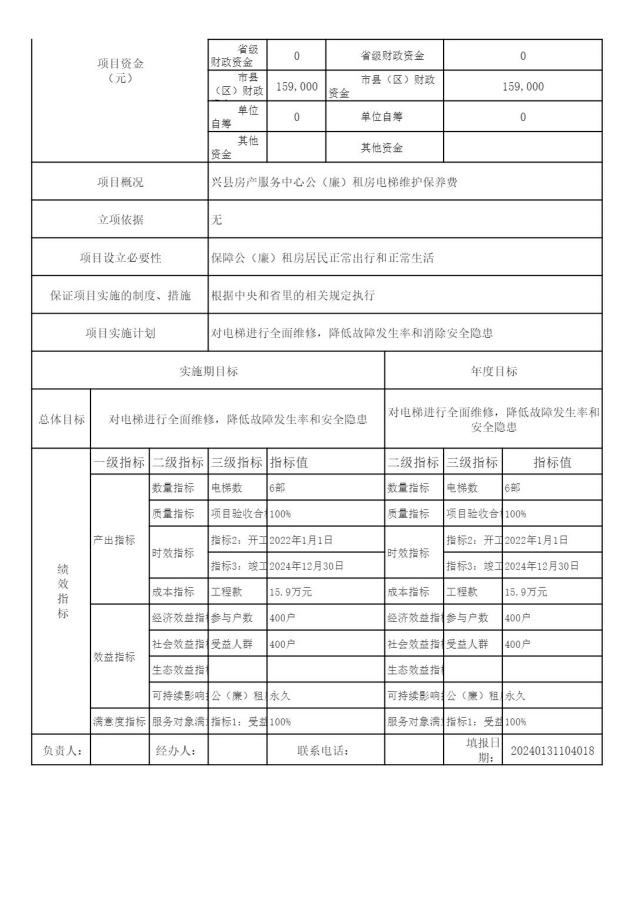 项目资金
（元）
省级
财政资金
0
省级财政资金
0
市县
（区）财政
159,000
市县（区）财政
资金
159,000
单位
自筹
0
单位自筹
0
其他
资金
其他资金
项目概况
兴县房产服务中心公（廉）租房电梯维护保养费
立项依据
无
项目设立必要性
保障公（廉）租房居民正常出行和正常生活
保证项目实施的制度、措施
根据中央和省里的相关规定执行
项目实施计划
对电梯进行全面维修，降低故障发生率和消除安全隐患
实施期目标
年度目标
总体目标
对电梯进行全面维修，降低故障发生率和安全隐患
对电梯进行全面维修，降低故障发生率和
安全隐患
绩
效
指
标
一级指标 二级指标 三级指标 指标值 二级指标 三级指标 指标值
产出指标
数量指标 电梯数 6部 数量指标 电梯数 6部
质量指标 项目验收合 100% 质量指标 项目验收合 100%
时效指标
指标2：开工 2022年1月1日
时效指标
指标2：开工 2022年1月1日
指标3：竣工 2024年12月30日 指标3：竣工 2024年12月30日
成本指标 工程款 15.9万元 成本指标 工程款 15.9万元
效益指标
经济效益指 参与户数 400户 经济效益指 参与户数 400户
社会效益指 受益人群 400户 社会效益指 受益人群 400户
生态效益指 生态效益指
可持续影响 公（廉）租 永久 可持续影响 公（廉）租 永久
满意度指标 服务对象满 指标1：受益 100% 服务对象满 指标1：受益 100%
负责人： 经办人： 联系电话：
填报日
期：
20240131104018